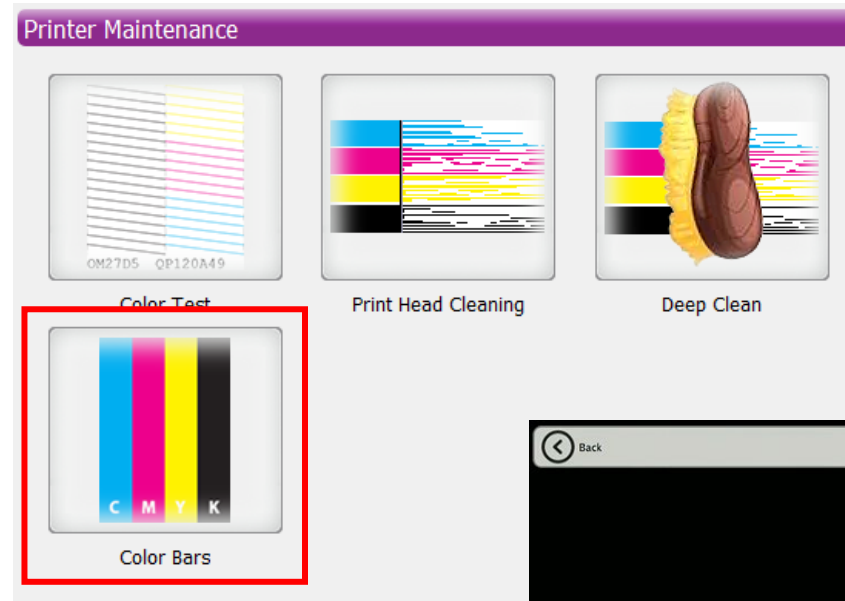 Printer Maintenance
OM27D5 QP120A49
Color Test
Print Head Cleaning
Deep Clean
C M Y K
Color Bars
Back